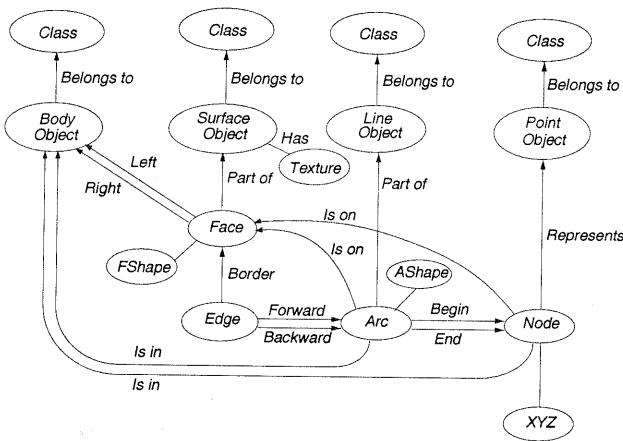 Class
Class
Class
Class
Belongs to
Belongs to
Belongs to
Belongs to
Body
Object
Surface
Object
Line
Object
Point
Object
Has
Texture
Left
Right
Part of
Part of
Face
Is on
Is on
Represents
FShape
Border
AShape
Edge
Forward
Backward
Arc
Begin
End
Node
Is in
Is in
XYZ